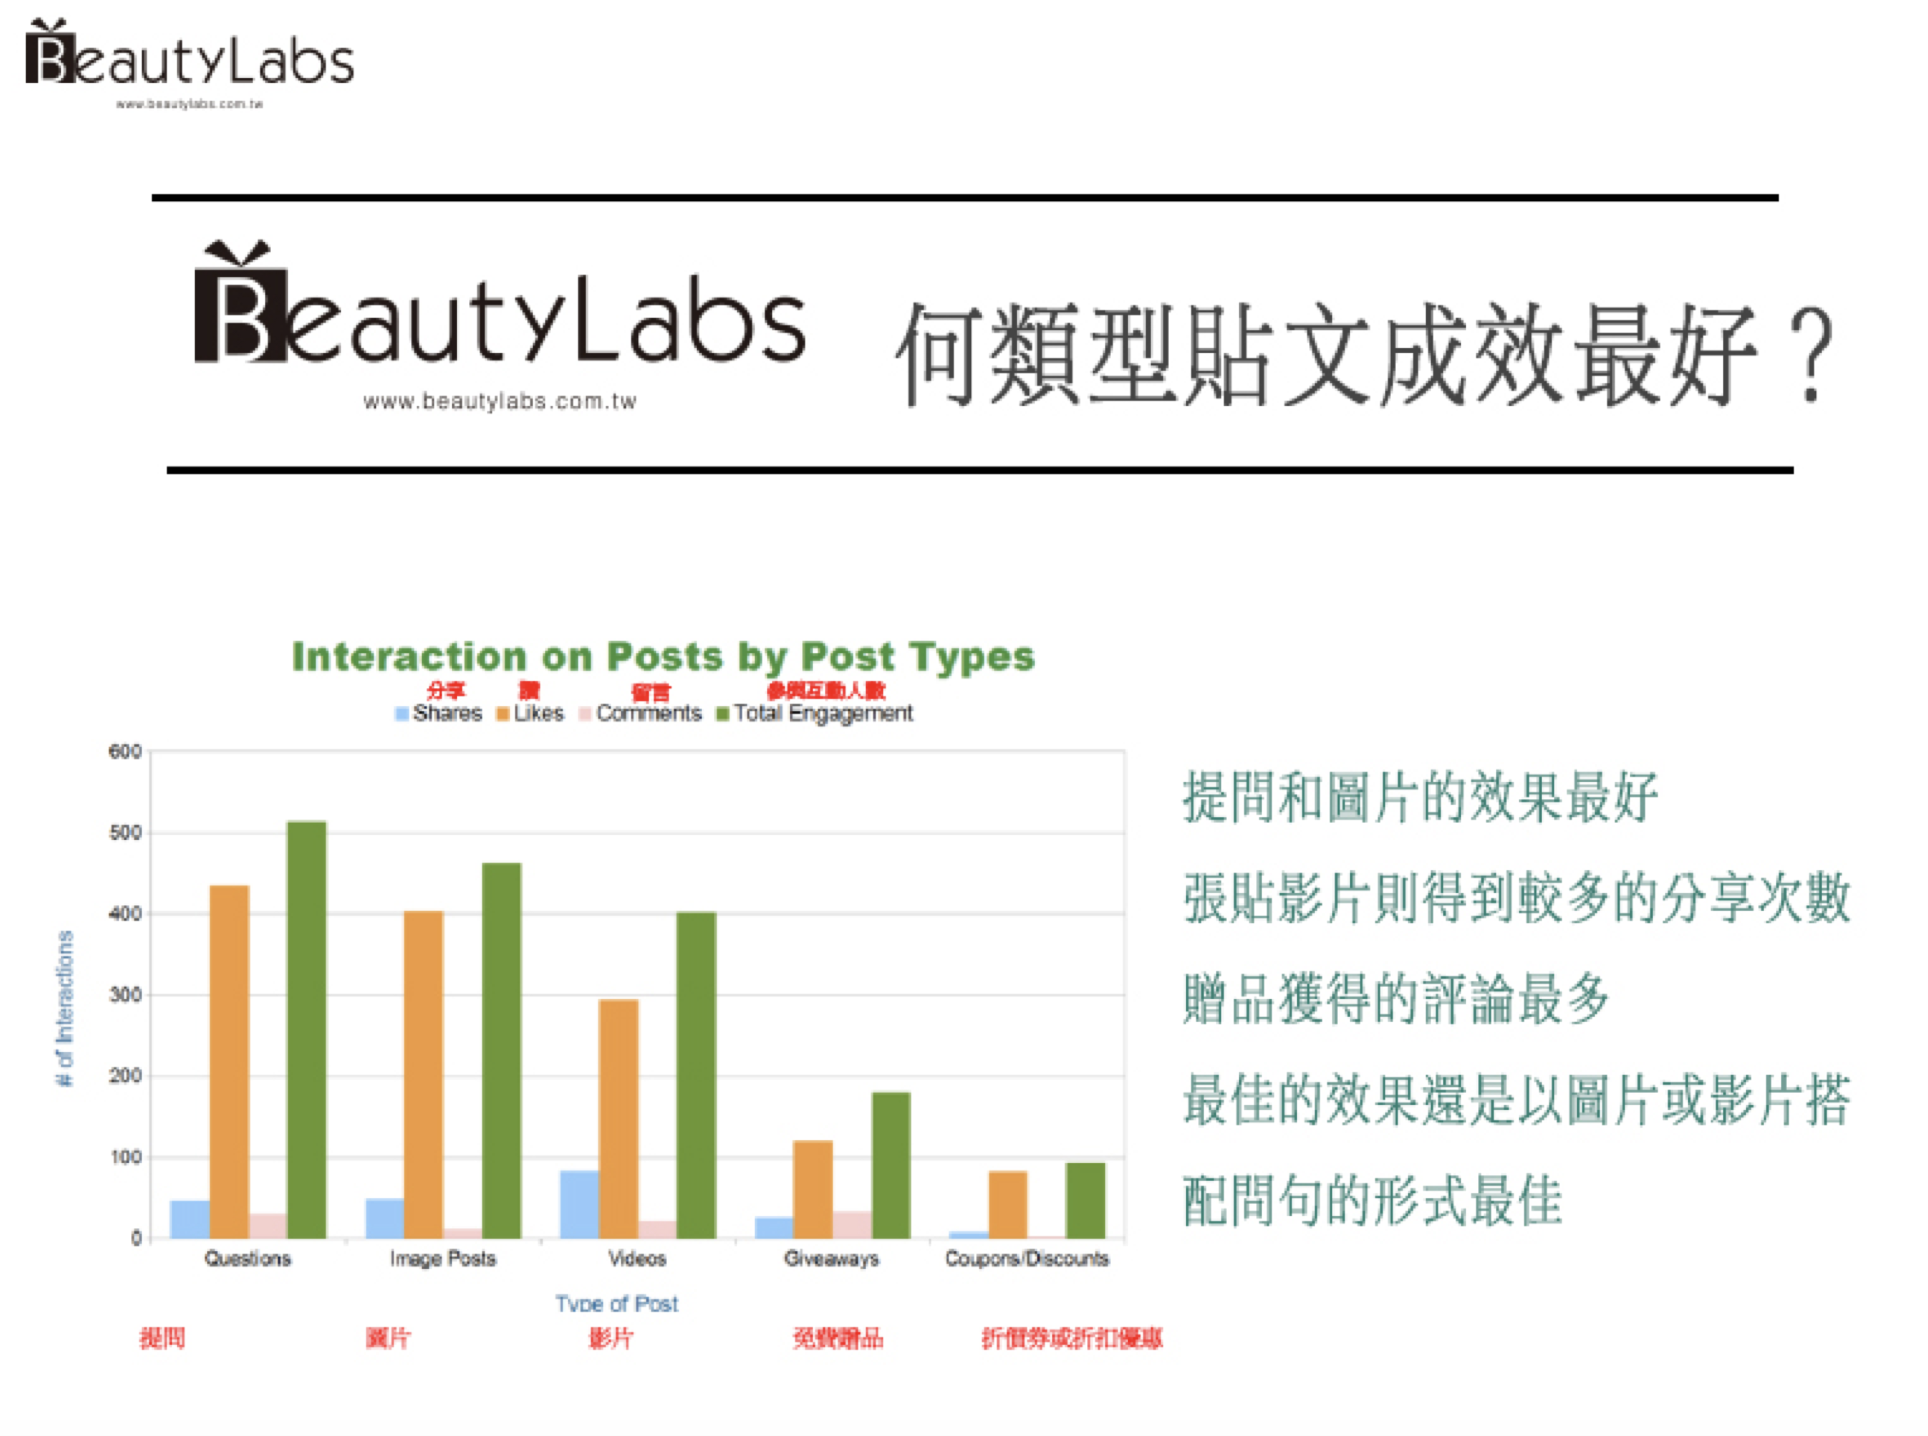 BeautyLabs
www.beautylabs.com.tw
BeautyLabs
www.beautylabs.com.tw
何類型貼文成效最好？
Interaction on Posts by Post Types
分享 讚 留言 參與互動人數
Shares Likes Comments Total Engagement
600
500
400
300
200
100
0
# of Interactions
Questions Image Posts Videos Giveaways Coupons/Discounts
Type of Post
提問 圖片 影片 免費贈品 折價券或折扣優惠
提問和圖片的效果最好
張貼影片則得到較多的分享次數
贈品獲得的評論最多
最佳的效果還是以圖片或影片搭
配問句的形式最佳